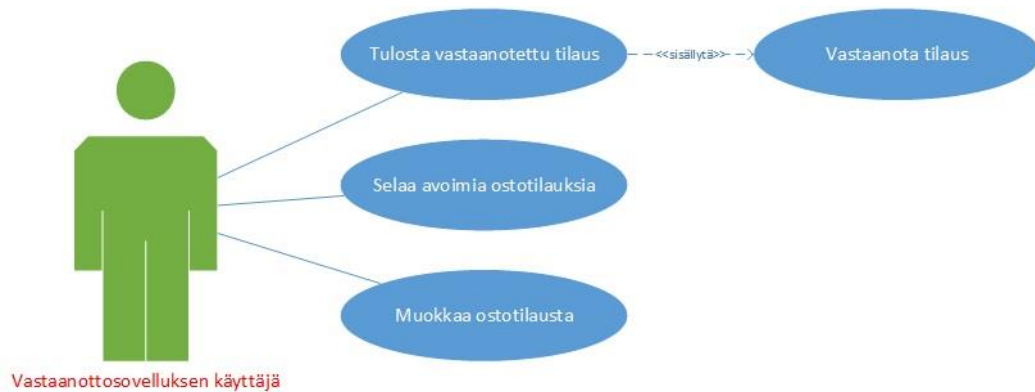 Tulosta vastaanotettu tilaus
<<sisällytä>>
Vastaanota tilaus
Selaa avoimia ostotilauksia
Muokkaa ostotilausta
Vastaanottosovelluksen käyttäjä